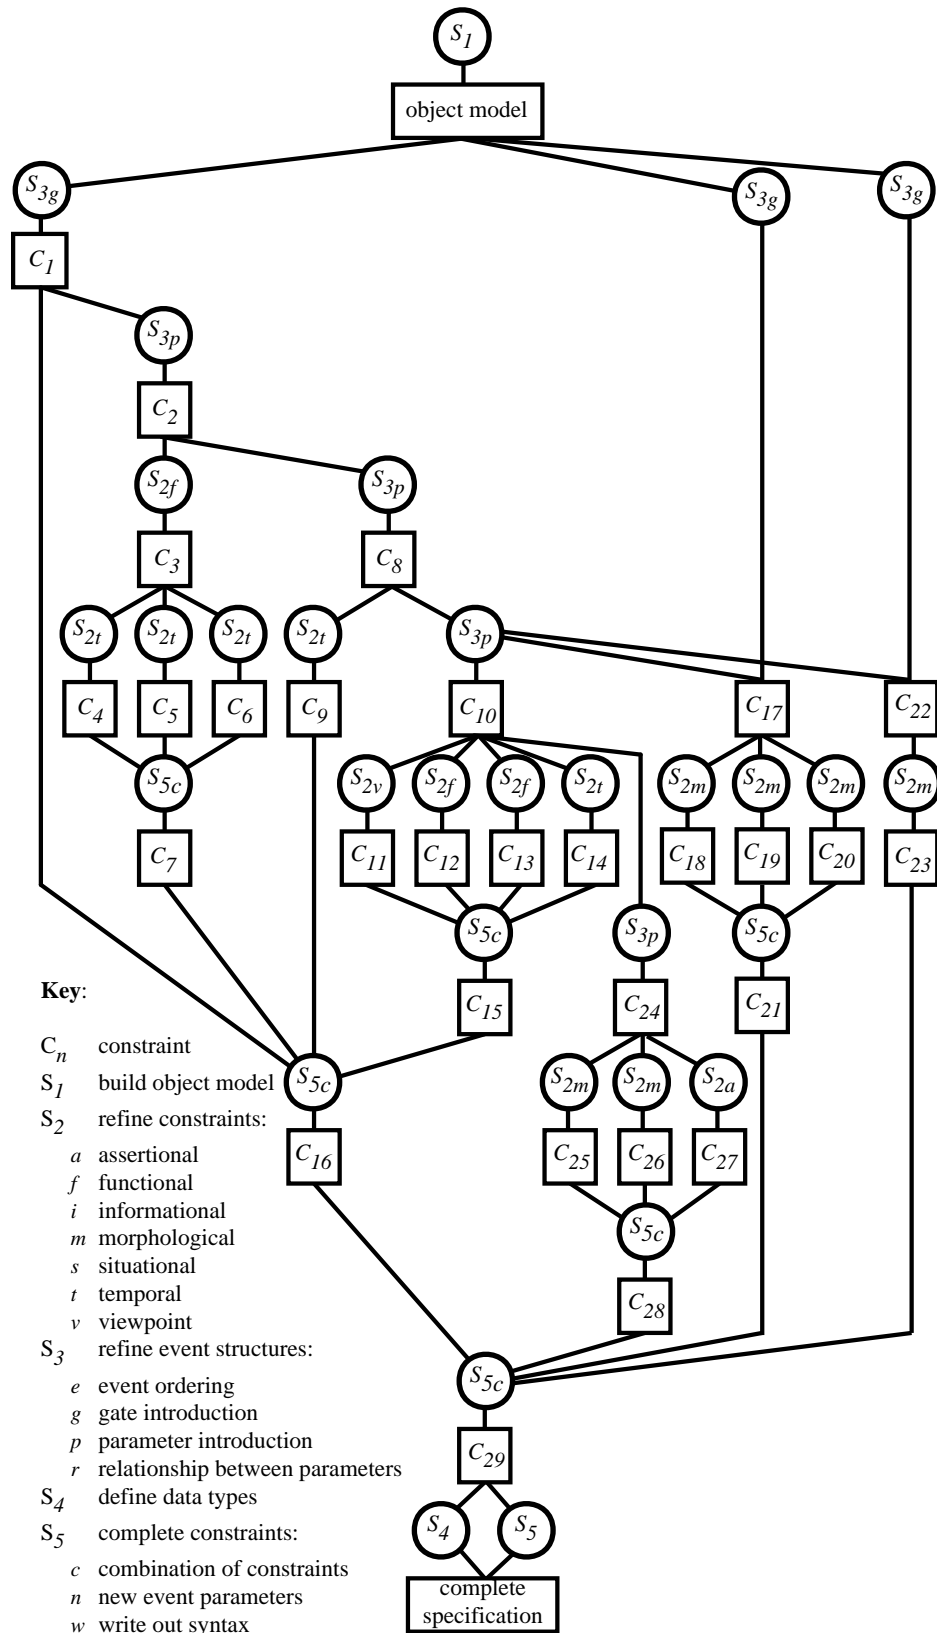 S1
object model
S3g
S3g
S3g
C1
S3p
C2
S2f
S3p
C3
C8
S2t
S2t
S2t
S2t
S3p
C4
C5
C6
C9
C10
C17
C22
S5c
S2v
S2f
S2f
S2t
S2m
S2m
S2m
S2m
C7
C11
C12
C13
C14
C18
C19
C20
C23
S5c
S3p
S5c
Key:
C15
C24
C21
Cn constraint
S1 build object model
S5c
S2m
S2m
S2a
S2 refine constraints:
a assertional
C16
C25
C26
C27
f functional
i informational
m morphological
S5c
s situational
t temporal
C28
v viewpoint
S3 refine event structures:
S5c
e event ordering
g gate introduction
p parameter introduction
C29
r relationship between parameters
S4 define data types
S5 complete constraints:
S4
S5
c combination of constraints
n new event parameters
w write out syntax
complete
specification